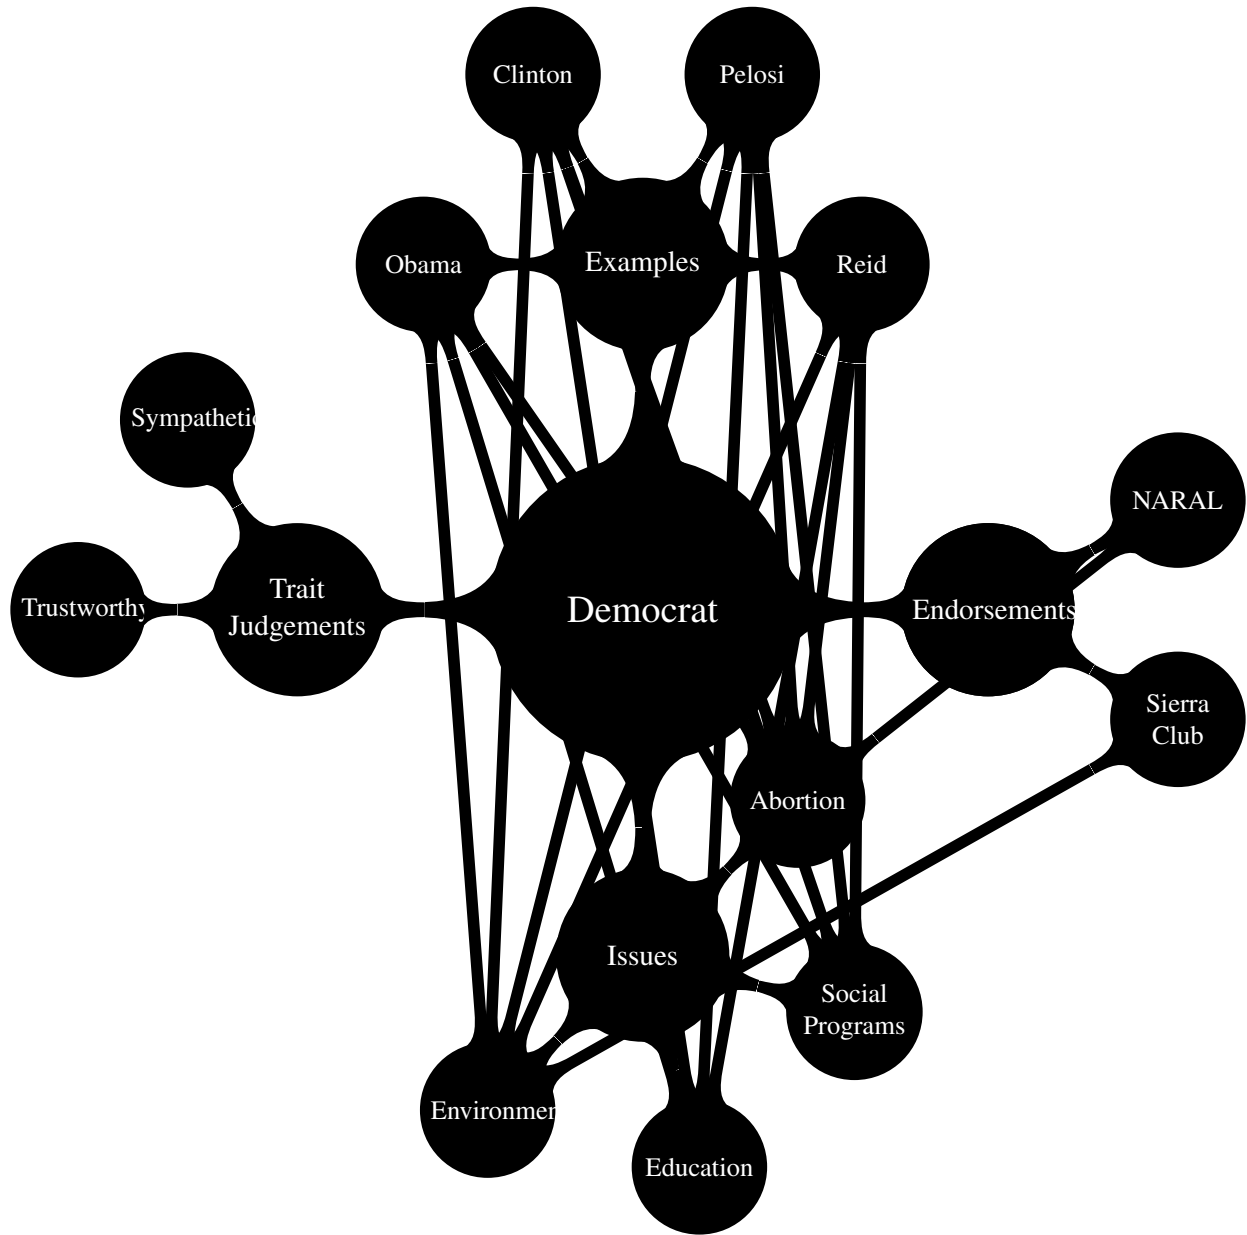 Clinton
Pelosi
Examples
Obama
Reid
Sympathetic
NARAL
Trait
Judgements
Trustworthy
Democrat
Endorsements
Sierra
Club
Abortion
Issues
Social
Programs
Environmen
Education